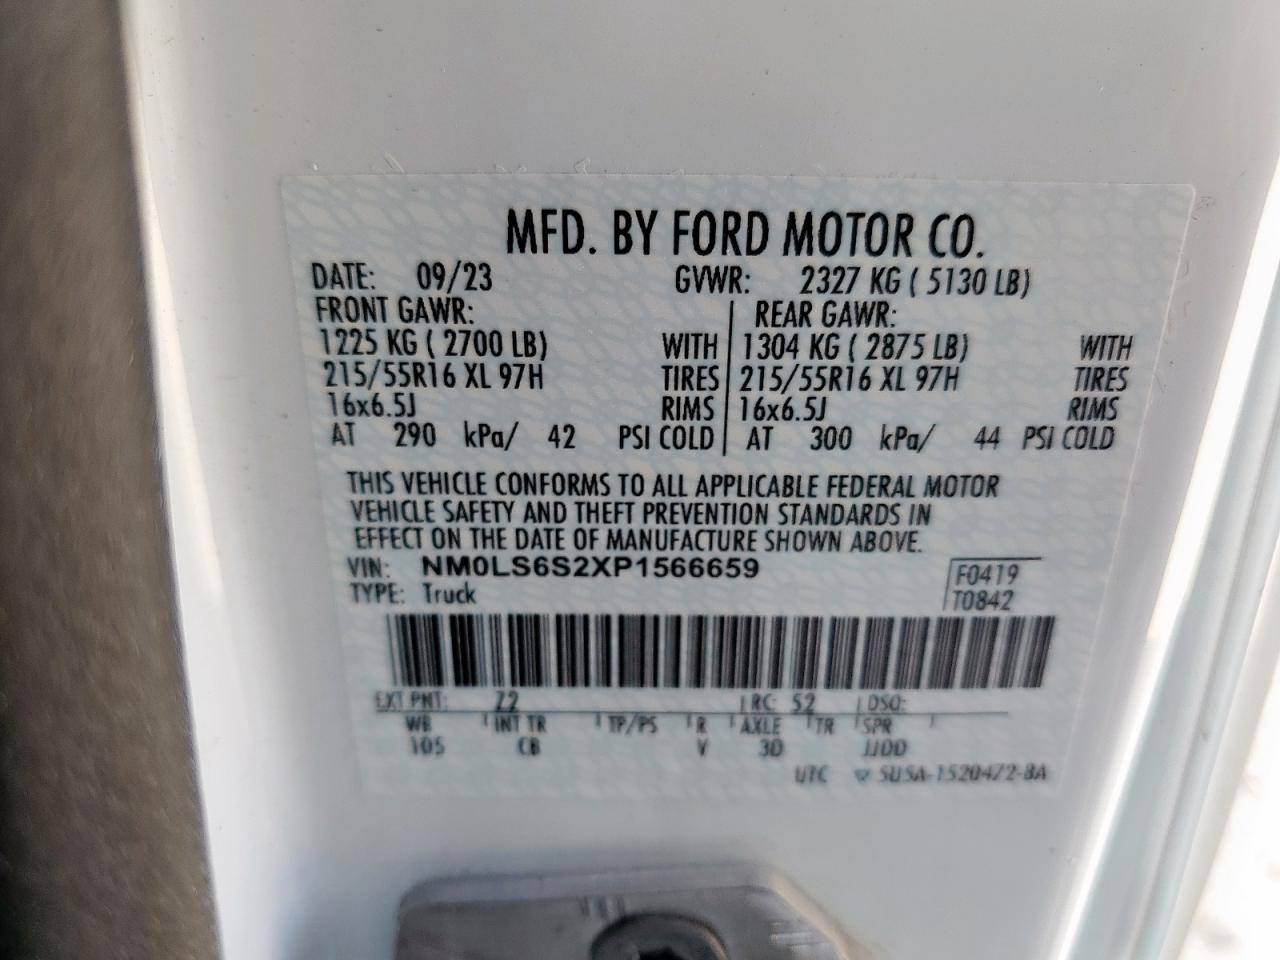 MFD. BY FORD MOTOR CO.
DATE: 09/23 GVWR: 2327 KG ( 5130 LB)
FRONT GAWR: REAR GAWR:
1225 KG ( 2700 LB) WITH 1304 KG ( 2875 LB) WITH
215/55R16 XL 97H TIRES 215/55R16 XL 97H TIRES
16x6.5J RIMS 16x6.5J RIMS
AT 290 kPa/ 42 PSI COLD AT 300 kPa/ 44 PSI COLD
THIS VEHICLE CONFORMS TO ALL APPLICABLE FEDERAL MOTOR
VEHICLE SAFETY AND THEFT PREVENTION STANDARDS IN
EFFECT ON THE DATE OF MANUFACTURE SHOWN ABOVE.
VIN: NM0LS6S2XP1566659
F0419
TYPE: Truck
T0842
EXT PNT: Z2 RC: 52 DSO:
WB INT TR TP/PS R AXLE TR SPR
105 CB V 3D JJDD
UTC 5U5A-1520472-BA